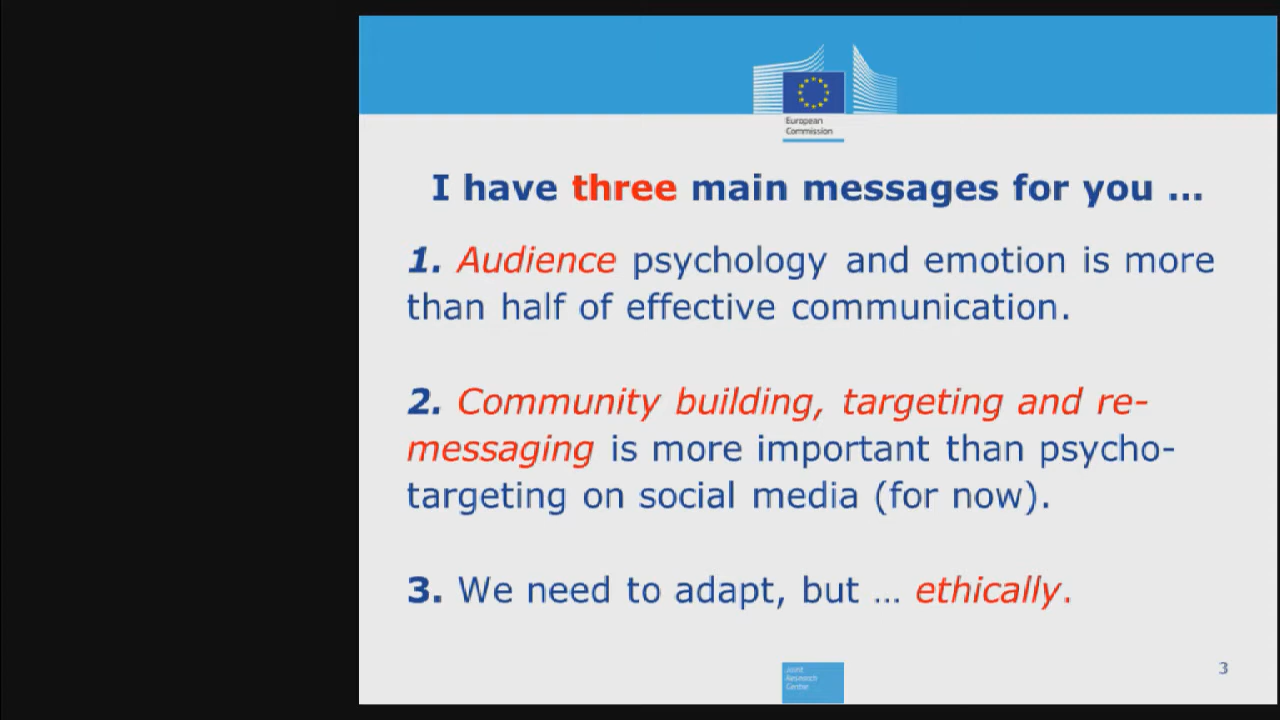 European
Commission
I have three main messages for you ...
1. Audience psychology and emotion is more
than half of effective communication.
2. Community building, targeting and re-
messaging is more important than psycho-
targeting on social media (for now).
3. We need to adapt, but ... ethically.
Joint
Research
Centre
3